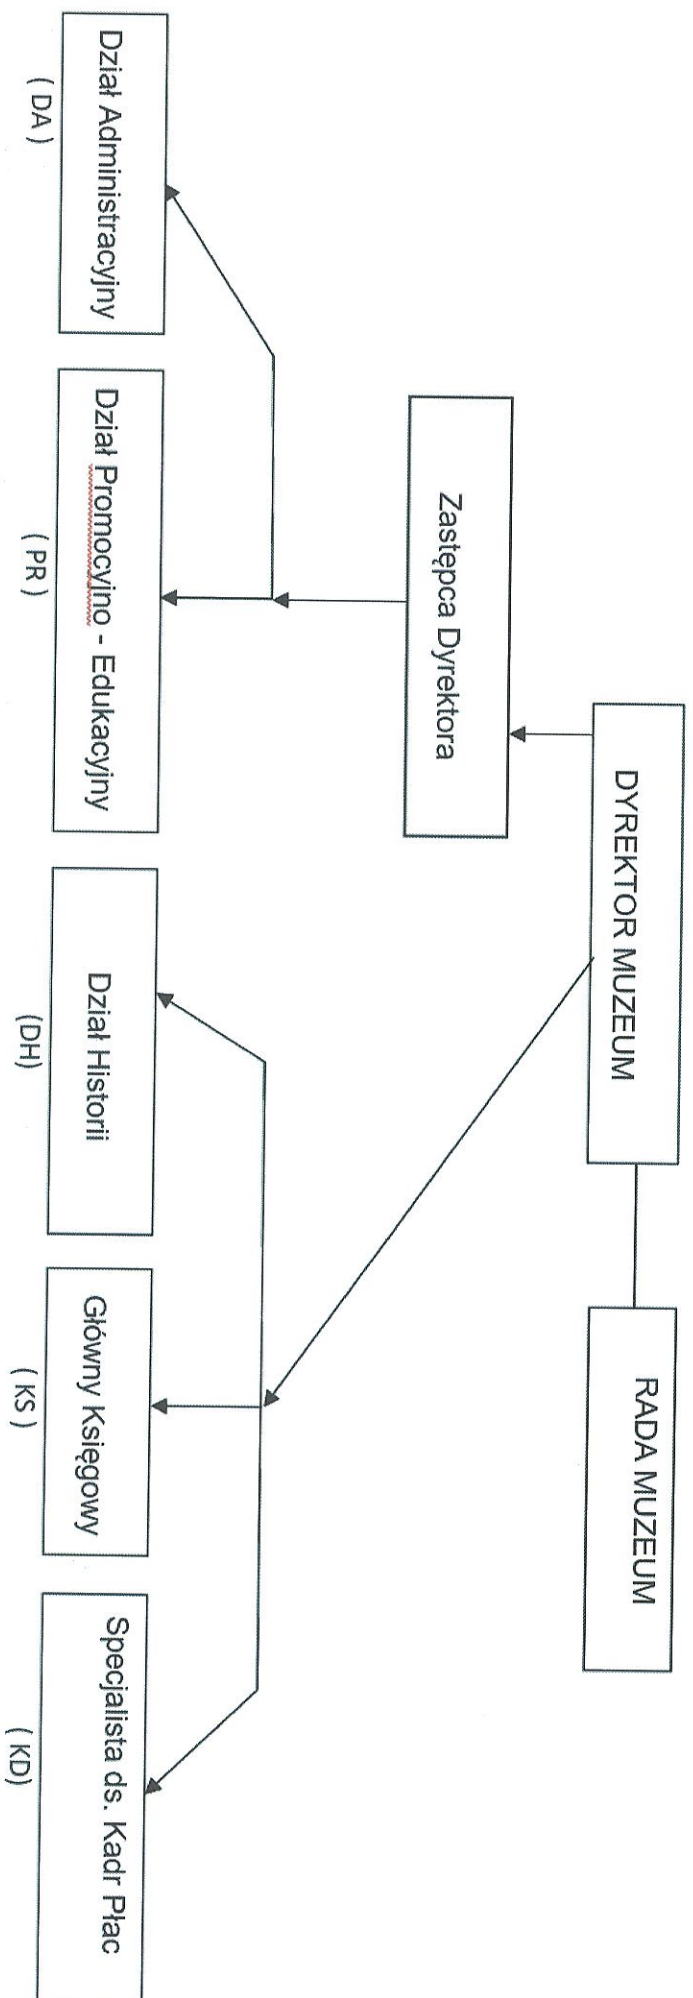 DYREKTOR MUZEUM
RADA MUZEUM
Zastępca Dyrektora
Dział Administracyjny
( DA )
Dział Promocyjno - Edukacyjny
( PR )
Dział Historii
(DH)
Główny Księgowy
( KS )
Specjalista ds. Kadr Płac
( KD)